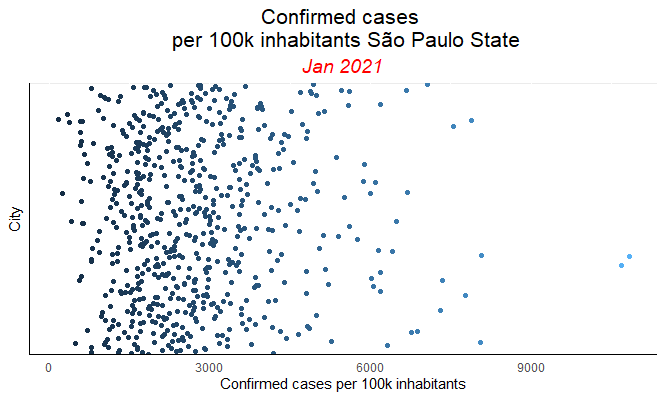 Confirmed cases
per 100k inhabitants São Paulo State
Jan 2021
City
0 3000 6000 9000
Confirmed cases per 100k inhabitants